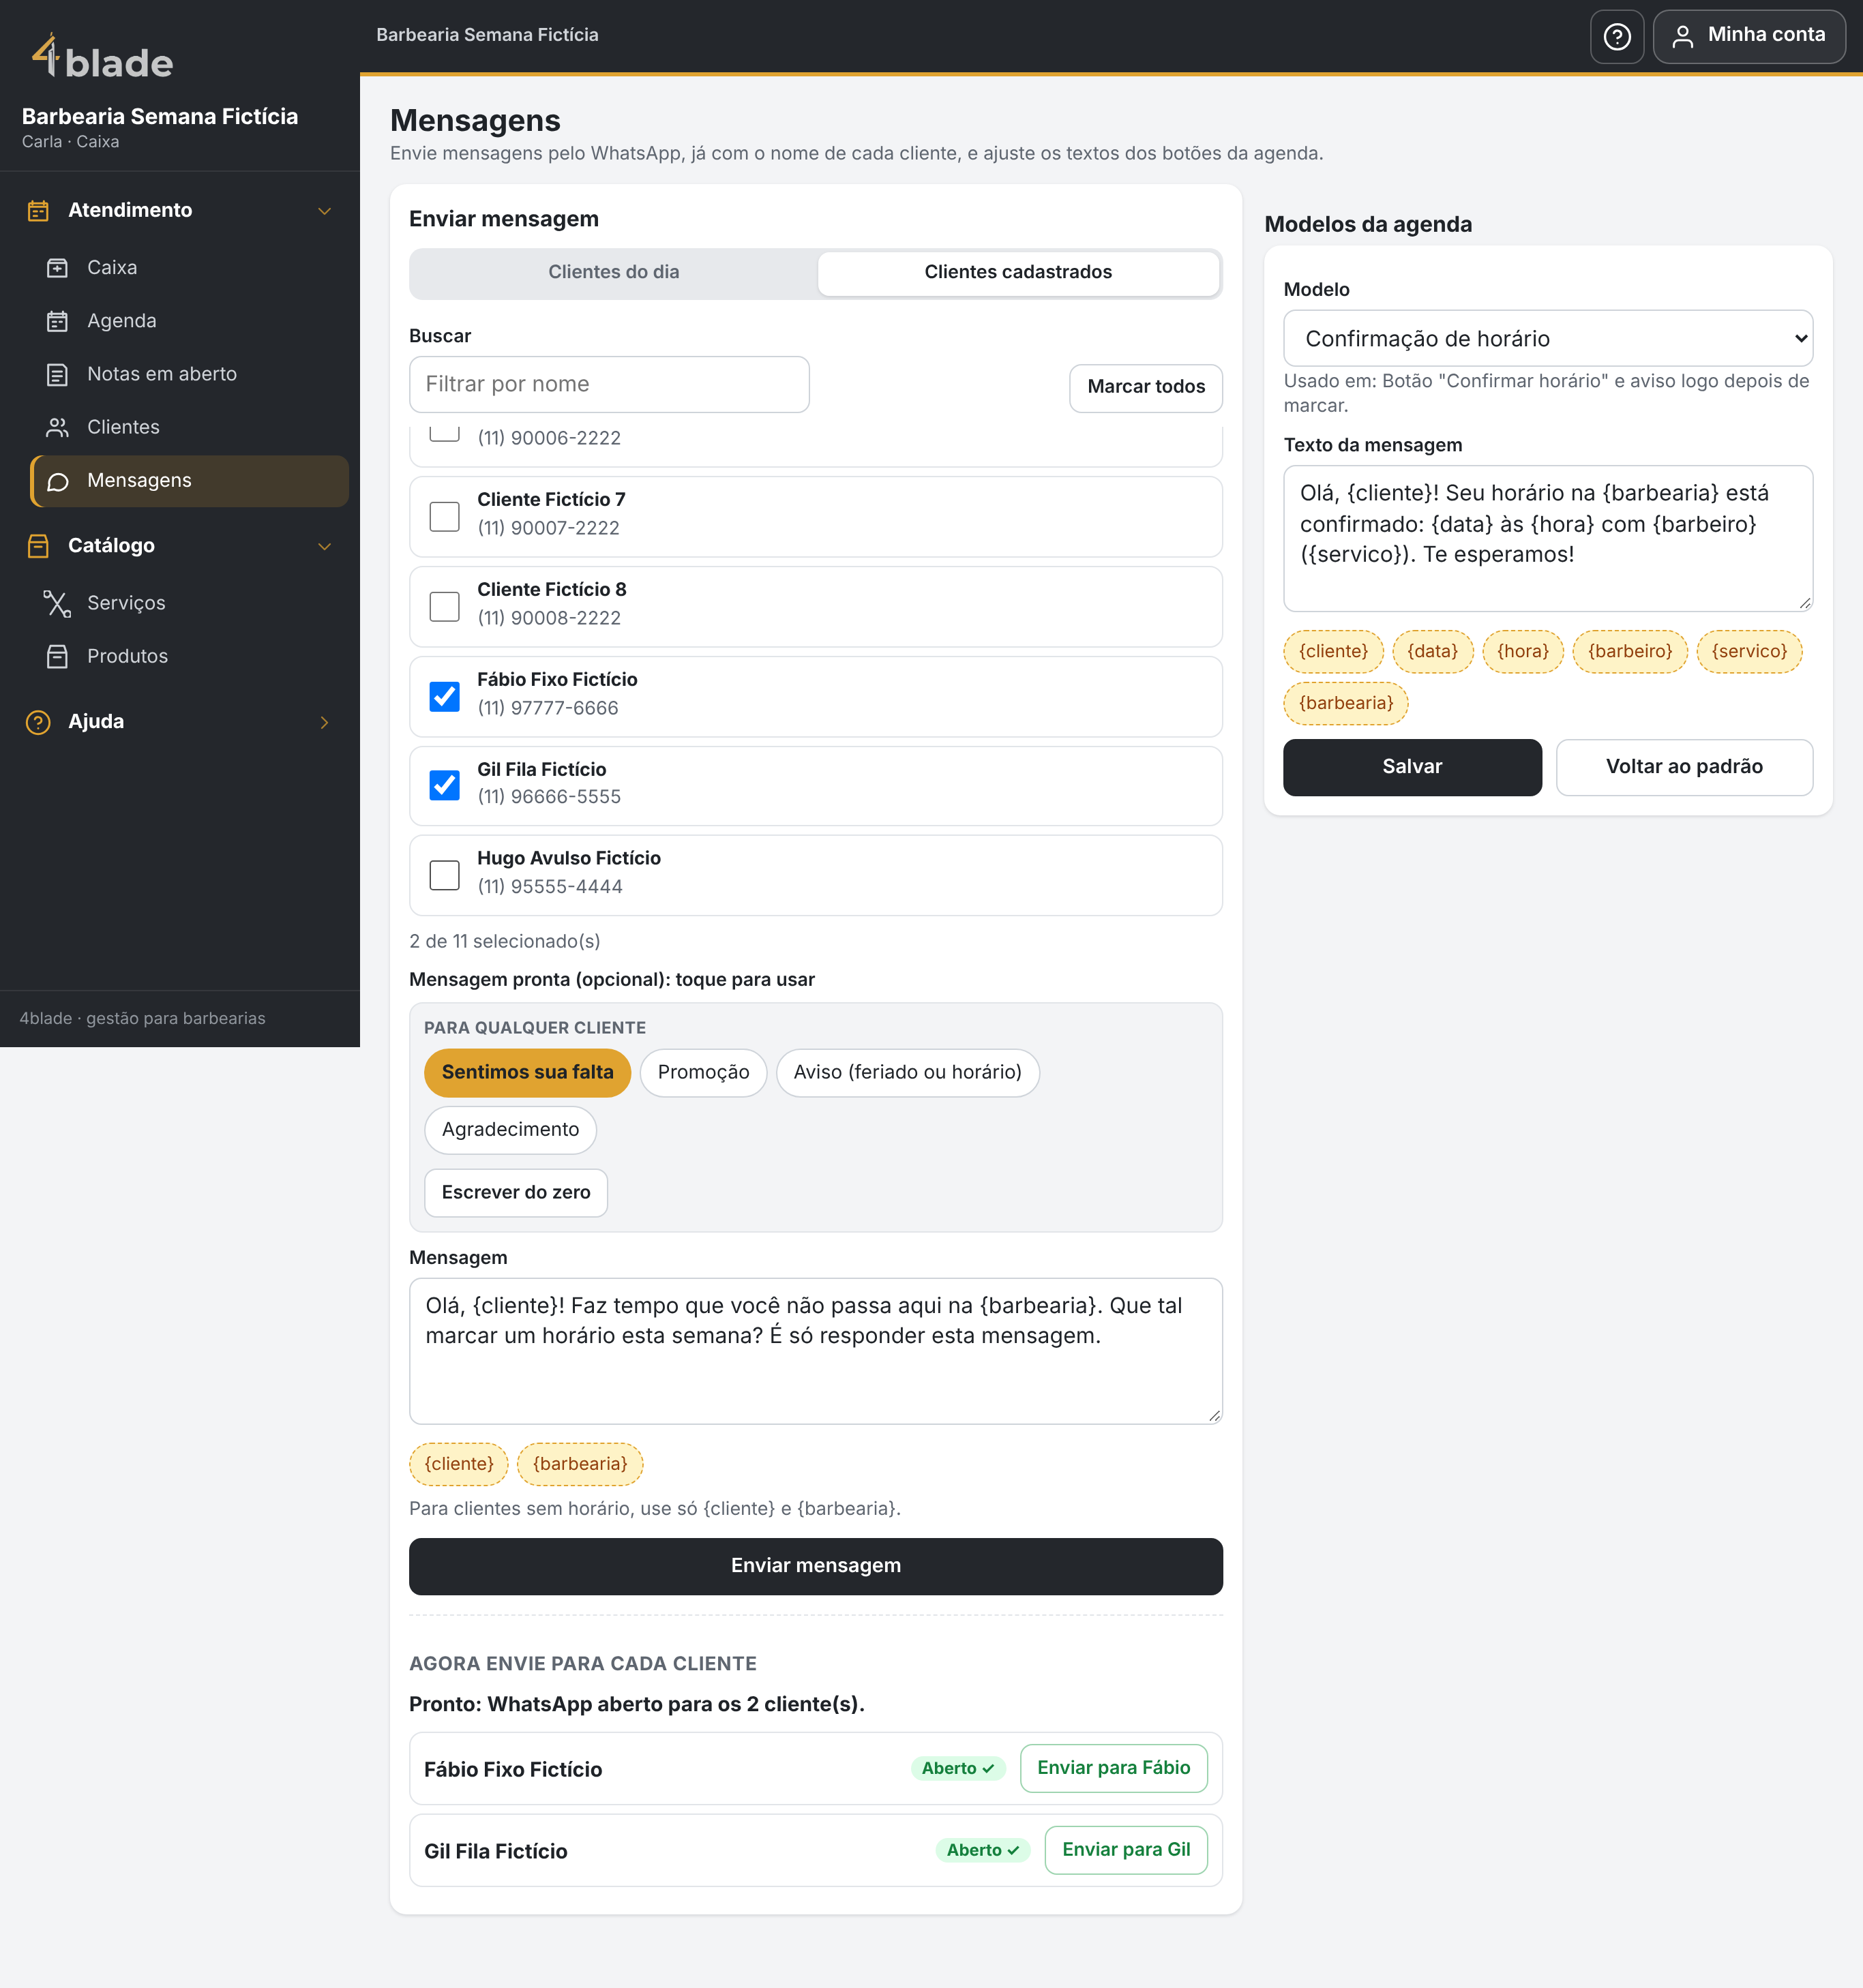 4blade
Barbearia Semana Fictícia
Carla · Caixa
Atendimento
Caixa
Agenda
Notas em aberto
Clientes
Mensagens
Catálogo
Serviços
Produtos
Ajuda
4blade · gestão para barbearias
Barbearia Semana Fictícia
Minha conta
Mensagens
Envie mensagens pelo WhatsApp, já com o nome de cada cliente, e ajuste os textos dos botões da agenda.
Enviar mensagem
Clientes do dia
Clientes cadastrados
Buscar
Filtrar por nome
Marcar todos
(11) 90006-2222
Cliente Fictício 7
(11) 90007-2222
Cliente Fictício 8
(11) 90008-2222
Fábio Fixo Fictício
(11) 97777-6666
Gil Fila Fictício
(11) 96666-5555
Hugo Avulso Fictício
(11) 95555-4444
2 de 11 selecionado(s)
Mensagem pronta (opcional): toque para usar
PARA QUALQUER CLIENTE
Sentimos sua falta
Promoção
Aviso (feriado ou horário)
Agradecimento
Escrever do zero
Mensagem
Olá, {cliente}! Faz tempo que você não passa aqui na {barbearia}. Que tal
marcar um horário esta semana? É só responder esta mensagem.
{cliente}
{barbearia}
Para clientes sem horário, use só {cliente} e {barbearia}.
Enviar mensagem
AGORA ENVIE PARA CADA CLIENTE
Pronto: WhatsApp aberto para os 2 cliente(s).
Fábio Fixo Fictício
Aberto ✓
Enviar para Fábio
Gil Fila Fictício
Aberto ✓
Enviar para Gil
Modelos da agenda
Modelo
Confirmação de horário
Usado em: Botão "Confirmar horário" e aviso logo depois de
marcar.
Texto da mensagem
Olá, {cliente}! Seu horário na {barbearia} está
confirmado: {data} às {hora} com {barbeiro}
({servico}). Te esperamos!
{cliente}
{data}
{hora}
{barbeiro}
{servico}
{barbearia}
Salvar
Voltar ao padrão